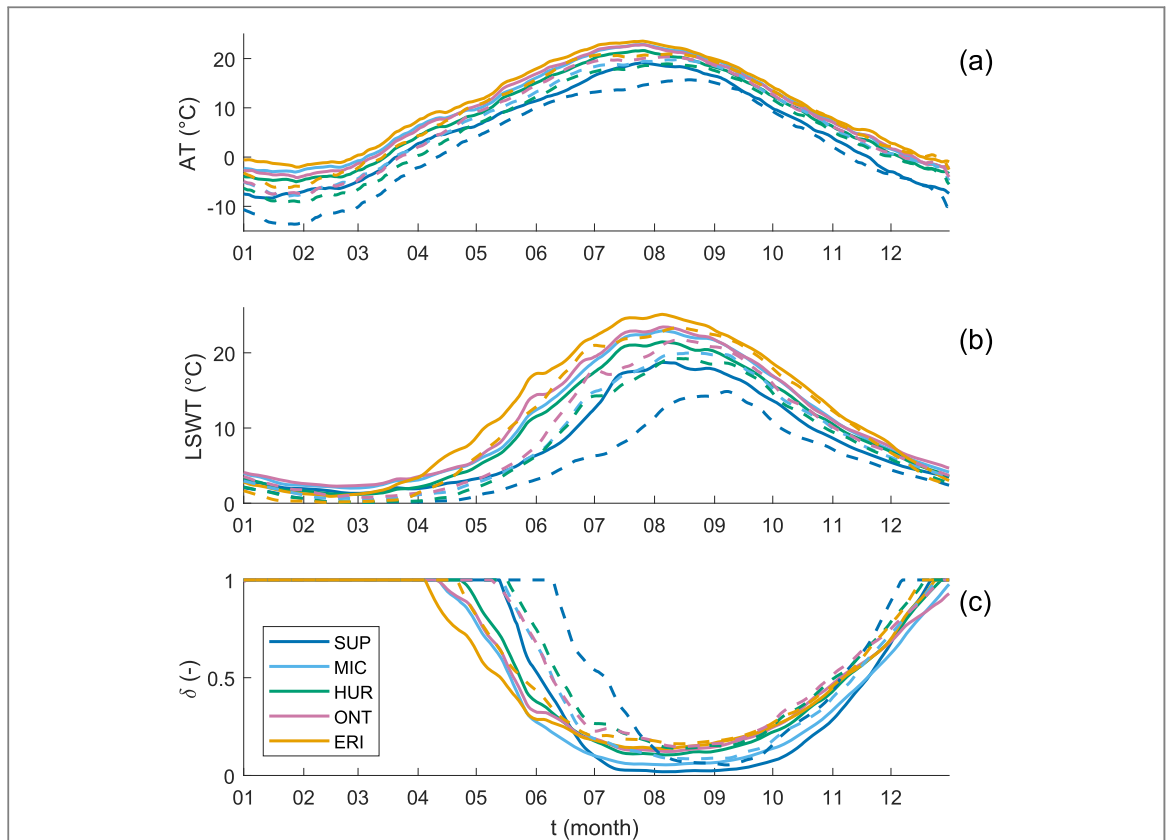 (a)
AT (°C)
20
10
0
-10
01 02 03 04 05 06 07 08 09 10 11 12
(b)
LSWT (°C)
20
10
0
01 02 03 04 05 06 07 08 09 10 11 12
(c)
δ (-)
1
0.5
0
SUP
MIC
HUR
ONT
ERI
01 02 03 04 05 06 07 08 09 10 11 12
t (month)